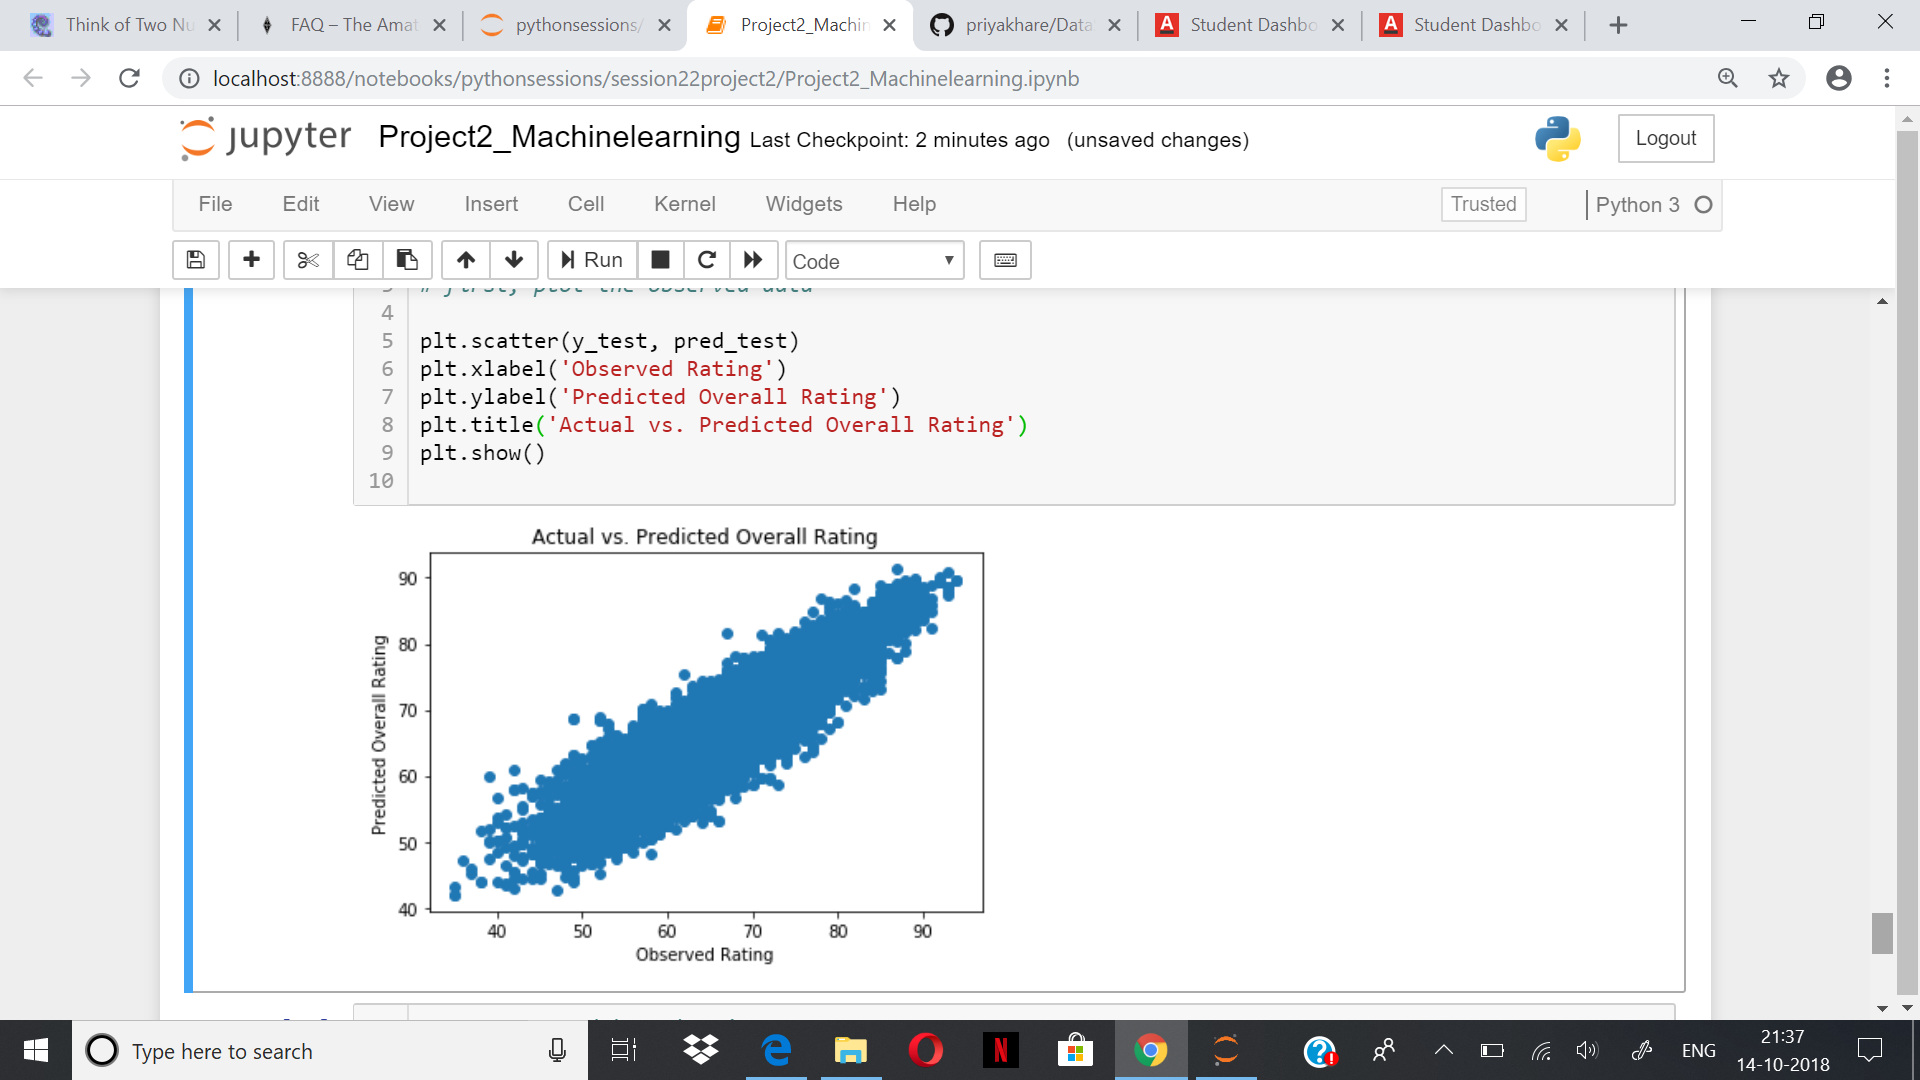 Think of Two Nu
FAQ – The Amat
pythonsessions/
Project2_Machin
priyakhare/Data
Student Dashbo
Student Dashbo
localhost:8888/notebooks/pythonsessions/session22project2/Project2_Machinelearning.ipynb
jupyter Project2_Machinelearning Last Checkpoint: 2 minutes ago (unsaved changes)
Logout
File Edit View Insert Cell Kernel Widgets Help
Trusted
Python 3
Run
Code
# first, plot the observed data
4
5 plt.scatter(y_test, pred_test)
6 plt.xlabel('Observed Rating')
7 plt.ylabel('Predicted Overall Rating')
8 plt.title('Actual vs. Predicted Overall Rating')
9 plt.show()
10
Actual vs. Predicted Overall Rating
Predicted Overall Rating
90
80
70
60
50
40
40 50 60 70 80 90
Observed Rating
Type here to search
ENG
21:37
14-10-2018